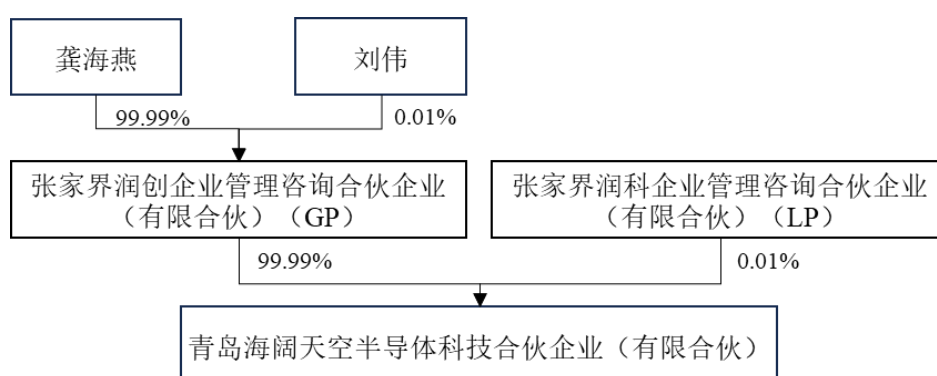 龚海燕
刘伟
99.99%
0.01%
张家界润创企业管理咨询合伙企业
（有限合伙）（GP）
张家界润科企业管理咨询合伙企业
（有限合伙）（LP）
99.99%
0.01%
青岛海阔天空半导体科技合伙企业（有限合伙）